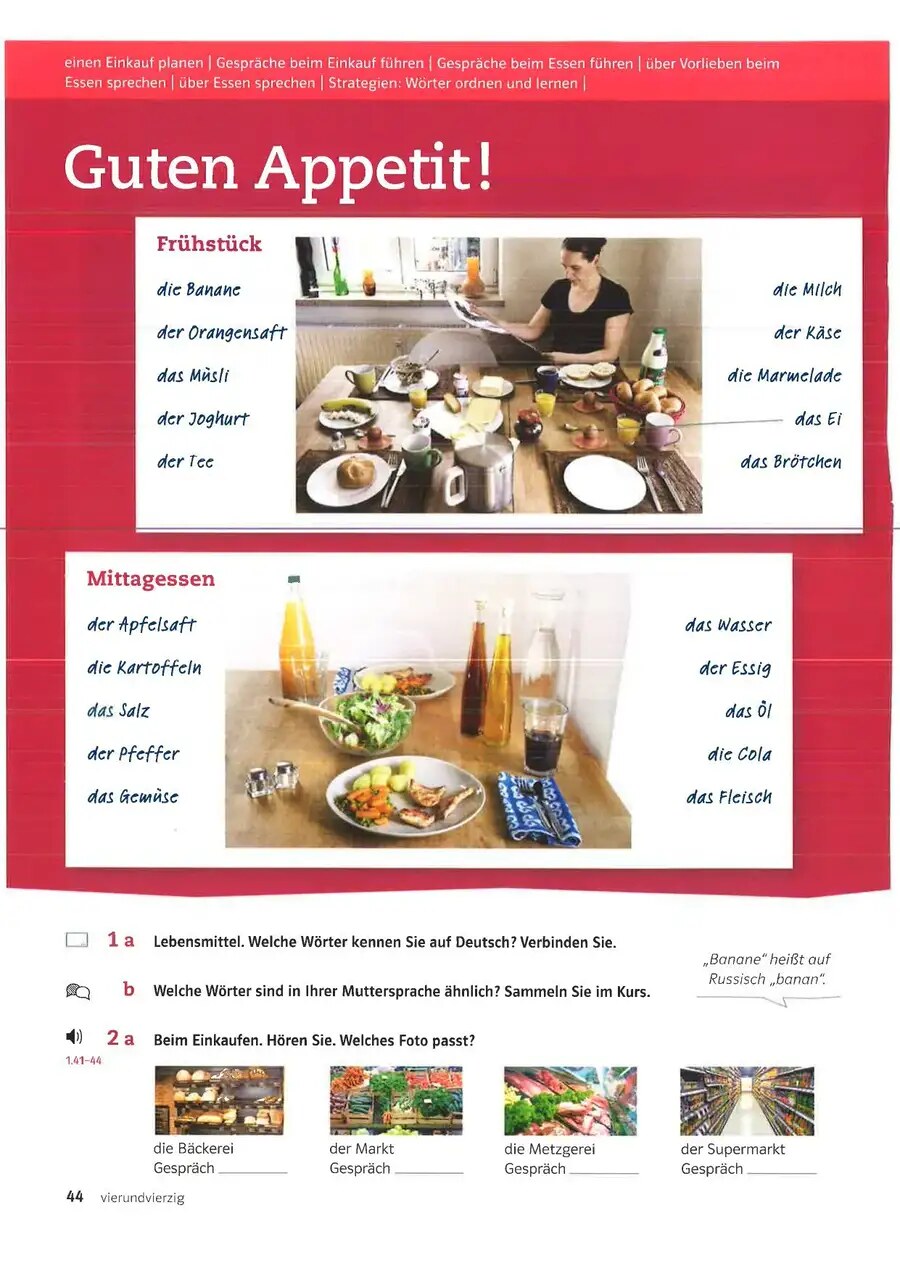 einen Einkauf planen | Gespräche beim Einkauf führen | Gespräche beim Essen führen | über Vorlieben beim
Essen sprechen | über Essen sprechen | Strategien: Wörter ordnen und lernen |
Guten Appetit!
Frühstück
die Banane
der Orangensaft
das Müsli
der Joghurt
der Tee
die Milch
der Käse
die Marmelade
das Ei
das Brötchen
Mittagessen
der Apfelsaft
die Kartoffeln
das Salz
der Pfeffer
das Gemüse
das Wasser
der Essig
das Öl
die Cola
das Fleisch
1 a Lebensmittel. Welche Wörter kennen Sie auf Deutsch? Verbinden Sie.
„Banane“ heißt auf
Russisch „banan“.
b Welche Wörter sind in Ihrer Muttersprache ähnlich? Sammeln Sie im Kurs.
2 a Beim Einkaufen. Hören Sie. Welches Foto passt?
1.41–44
die Bäckerei
Gespräch
der Markt
Gespräch
die Metzgerei
Gespräch
der Supermarkt
Gespräch
44 vierundvierzig